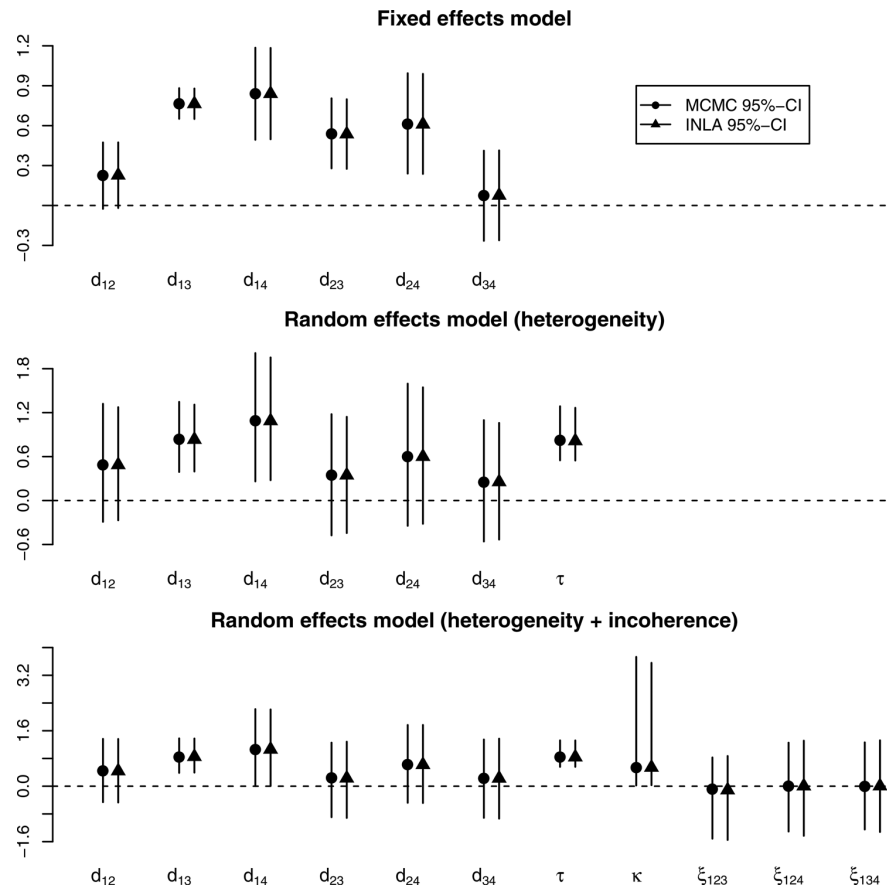 Fixed effects model
1.2
0.9
0.6
0.3
−0.3
MCMC 95%−CI
INLA 95%−CI
d12 d13 d14 d23 d24 d34
Random effects model (heterogeneity)
1.8
1.2
0.6
0.0
−0.6
d12 d13 d14 d23 d24 d34 τ
Random effects model (heterogeneity + incoherence)
3.2
1.6
0.0
−1.6
d12 d13 d14 d23 d24 d34 τ κ ξ123 ξ124 ξ134